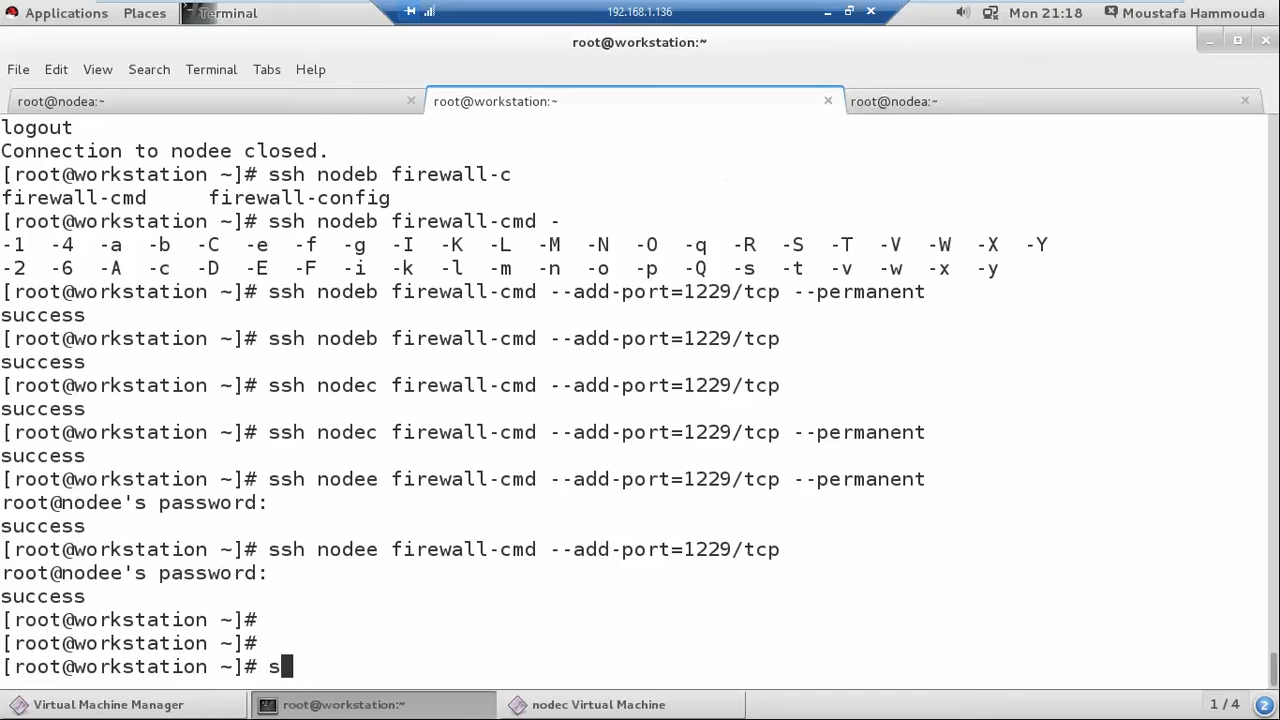 Applications Places Terminal 192.168.1.136 Mon 21:18 Moustafa Hammouda
root@workstation:~
File Edit View Search Terminal Tabs Help
root@nodea:~ root@workstation:~ root@nodea:~
logout
Connection to nodee closed.
[root@workstation ~]# ssh nodeb firewall-c
firewall-cmd firewall-config
[root@workstation ~]# ssh nodeb firewall-cmd -
-1 -4 -a -b -C -e -f -g -I -K -L -M -N -O -q -R -S -T -V -W -X -Y
-2 -6 -A -c -D -E -F -i -k -l -m -n -o -p -Q -s -t -v -w -x -y
[root@workstation ~]# ssh nodeb firewall-cmd --add-port=1229/tcp --permanent
success
[root@workstation ~]# ssh nodeb firewall-cmd --add-port=1229/tcp
success
[root@workstation ~]# ssh nodec firewall-cmd --add-port=1229/tcp
success
[root@workstation ~]# ssh nodec firewall-cmd --add-port=1229/tcp --permanent
success
[root@workstation ~]# ssh nodee firewall-cmd --add-port=1229/tcp --permanent
root@nodee's password:
success
[root@workstation ~]# ssh nodee firewall-cmd --add-port=1229/tcp
root@nodee's password:
success
[root@workstation ~]#
[root@workstation ~]#
[root@workstation ~]# s
Virtual Machine Manager root@workstation:~ nodec Virtual Machine 1 / 4 2